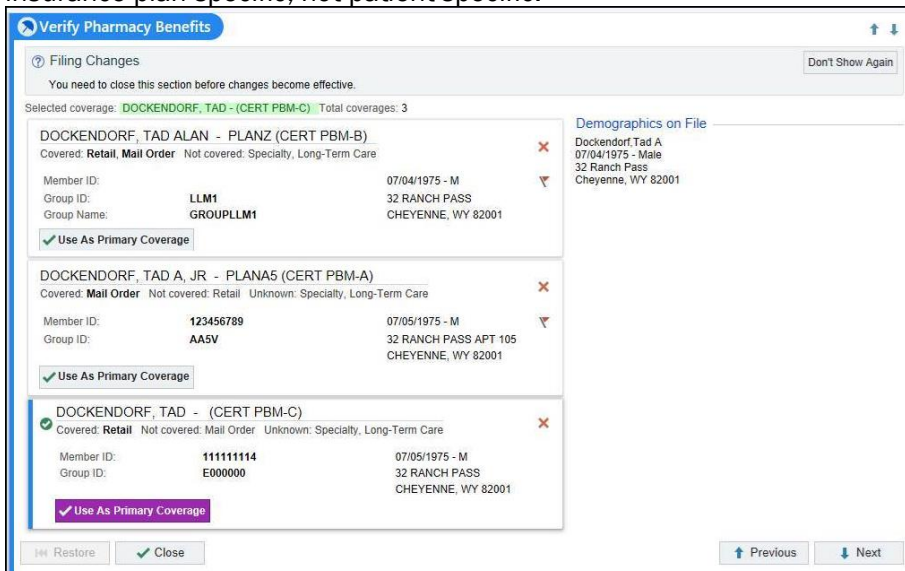 insurance plan specific, not patient specific.
Verify Pharmacy Benefits
Filing Changes
Don't Show Again
You need to close this section before changes become effective.
Selected coverage: DOCKENDORF, TAD - (CERT PBM-C) Total coverages: 3
DOCKENDORF, TAD ALAN - PLANZ (CERT PBM-B)
Covered: Retail, Mail Order Not covered: Specialty, Long-Term Care
Member ID: 07/04/1975 - M
Group ID: LLM1 32 RANCH PASS
Group Name: GROUPLLM1 CHEYENNE, WY 82001
Use As Primary Coverage
DOCKENDORF, TAD A, JR - PLANA5 (CERT PBM-A)
Covered: Mail Order Not covered: Retail Unknown: Specialty, Long-Term Care
Member ID: 123456789 07/05/1975 - M
Group ID: AA5V 32 RANCH PASS APT 105
CHEYENNE, WY 82001
Use As Primary Coverage
DOCKENDORF, TAD - (CERT PBM-C)
Covered: Retail Not covered: Mail Order Unknown: Specialty, Long-Term Care
Member ID: 111111114 07/05/1975 - M
Group ID: E000000 32 RANCH PASS
CHEYENNE, WY 82001
Use As Primary Coverage
Demographics on File
Dockendorf,Tad A
07/04/1975 - Male
32 Ranch Pass
Cheyenne, WY 82001
Restore Close Previous Next